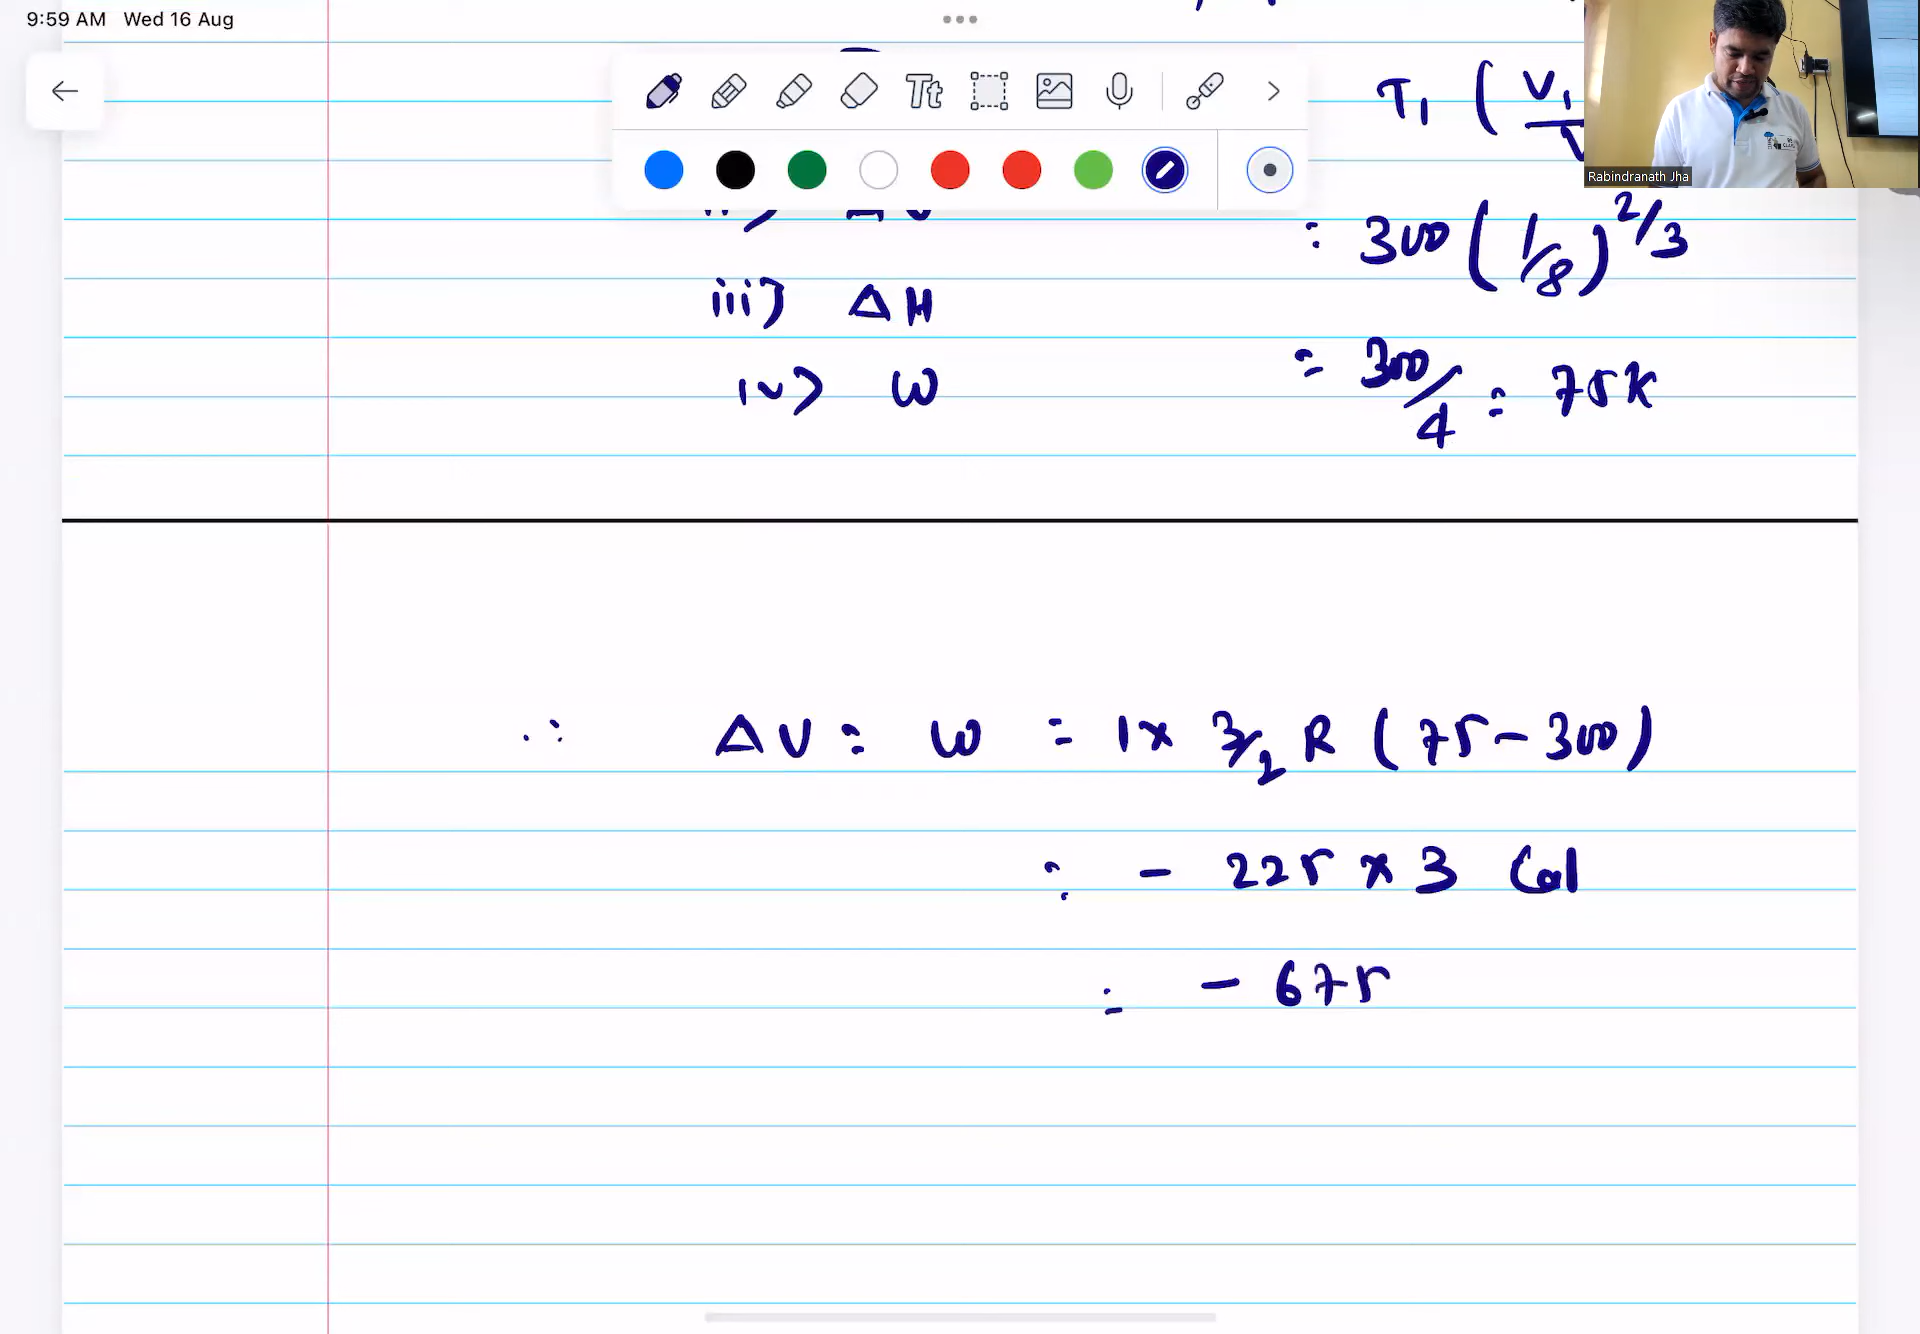 9:59 AM Wed 16 Aug
Tt
T₁ (V₁
Rabindranath Jha
= 300 (1/8)^2/3
iii) ΔH
= 300/4 = 75K
iv) W
∴ ΔU = W = 1 x 3/2 R (75 - 300)
= - 225 x 3 Cal
= - 675